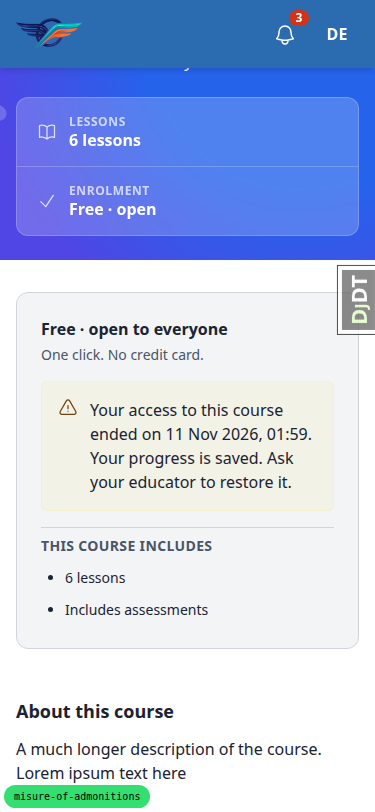 3
DE
LESSONS
6 lessons
ENROLMENT
Free · open
DjDT
Free · open to everyone
One click. No credit card.
Your access to this course
ended on 11 Nov 2026, 01:59.
Your progress is saved. Ask
your educator to restore it.
THIS COURSE INCLUDES
6 lessons
Includes assessments
About this course
A much longer description of the course.
Lorem ipsum text here
misure-of-admonitions